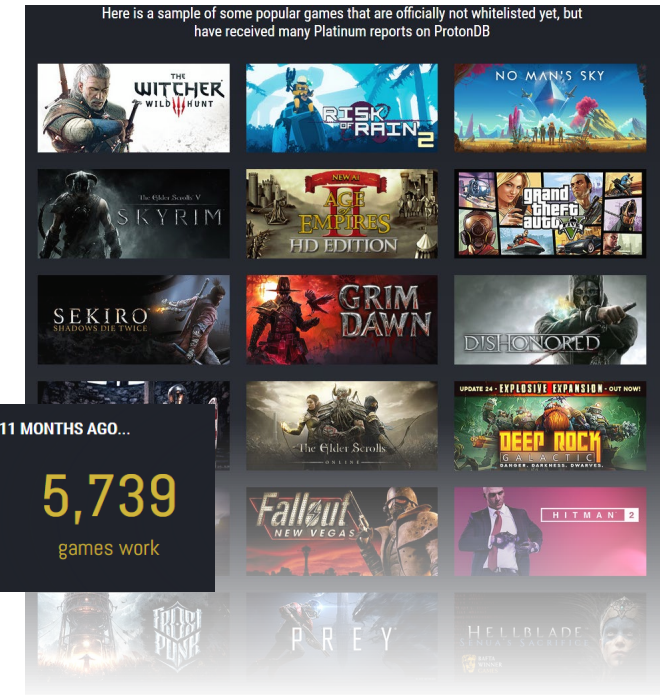 Here is a sample of some popular games that are officially not whitelisted yet, but
have received many Platinum reports on ProtonDB
THE
WITCHER
WILD HUNT
RISK
OF RAIN 2
NO MAN'S SKY
The Elder Scrolls V
SKYRIM
NEW AI
AGE
of
EMPIRES
II
HD EDITION
grand
theft
auto V
SEKIRO
SHADOWS DIE TWICE
GRIM
DAWN
DISHONORED
11 MONTHS AGO...
5,739
games work
The Elder Scrolls
ONLINE
UPDATE 24 - EXPLOSIVE EXPANSION - OUT NOW!
DEEP ROCK
GALACTIC
DANGER. DARKNESS. DWARVES.
Fallout
NEW VEGAS
HITMAN 2
FROST
PUNK
PREY
HELLBLADE
SENUA'S SACRIFICE
BAFTA
WINNER